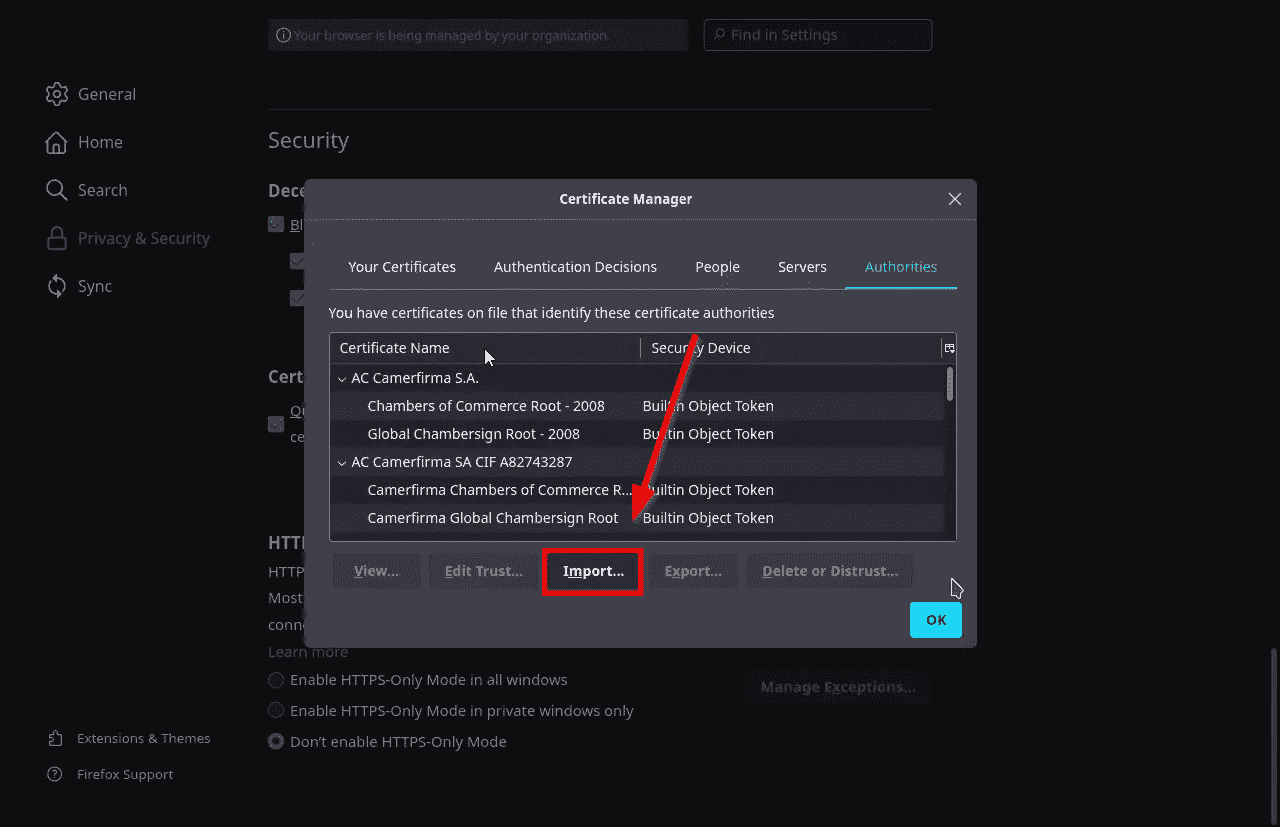 Your browser is being managed by your organization.
Find in Settings
General
Home
Search
Privacy & Security
Sync
Security
Dece
Bl
Cert
Qu
ce
HTT
HTTP
Most
conn
Learn more
Enable HTTPS-Only Mode in all windows
Manage Exceptions...
Enable HTTPS-Only Mode in private windows only
Don't enable HTTPS-Only Mode
Extensions & Themes
Firefox Support
Certificate Manager
Your Certificates
Authentication Decisions
People
Servers
Authorities
You have certificates on file that identify these certificate authorities
Certificate Name
Security Device
AC Camerfirma S.A.
Chambers of Commerce Root - 2008
Builtin Object Token
Global Chambersign Root - 2008
Builtin Object Token
AC Camerfirma SA CIF A82743287
Camerfirma Chambers of Commerce R...
Builtin Object Token
Camerfirma Global Chambersign Root
Builtin Object Token
View...
Edit Trust...
Import...
Export...
Delete or Distrust...
OK